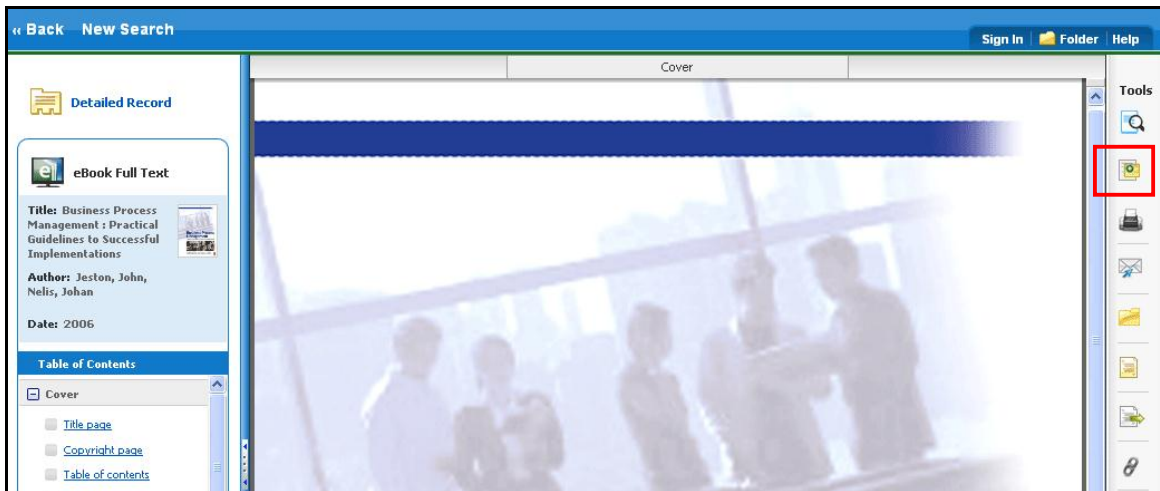 ‹‹ Back New Search
Sign In Folder Help
Detailed Record
eBook Full Text
Title: Business Process
Management : Practical
Guidelines to Successful
Implementations
Author: Jeston, John,
Nelis, Johan
Date: 2006
Table of Contents
Cover
Title page
Copyright page
Table of contents
Cover
Tools